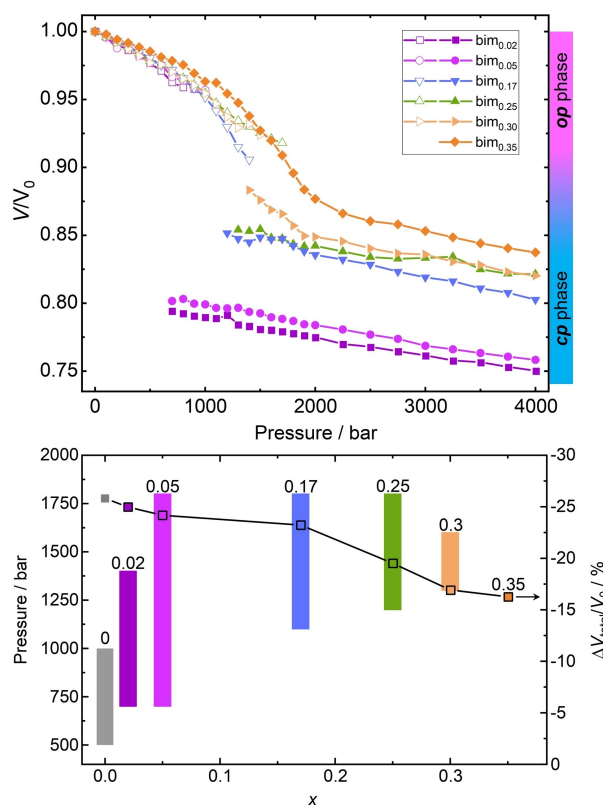 1.00
0.95
0.90
0.85
0.80
0.75
V/V₀
0
1000
2000
3000
4000
Pressure / bar
bim₀.₀₂
bim₀.₀₅
bim₀.₁₇
bim₀.₂₅
bim₀.₃₀
bim₀.₃₅
op phase
cp phase
2000
1750
1500
1250
1000
750
500
Pressure / bar
0
0.02
0.05
0.17
0.25
0.3
0.35
-30
-25
-20
-15
-10
-5
0
ΔVtotal/V₀ / %
0.0
0.1
0.2
0.3
x